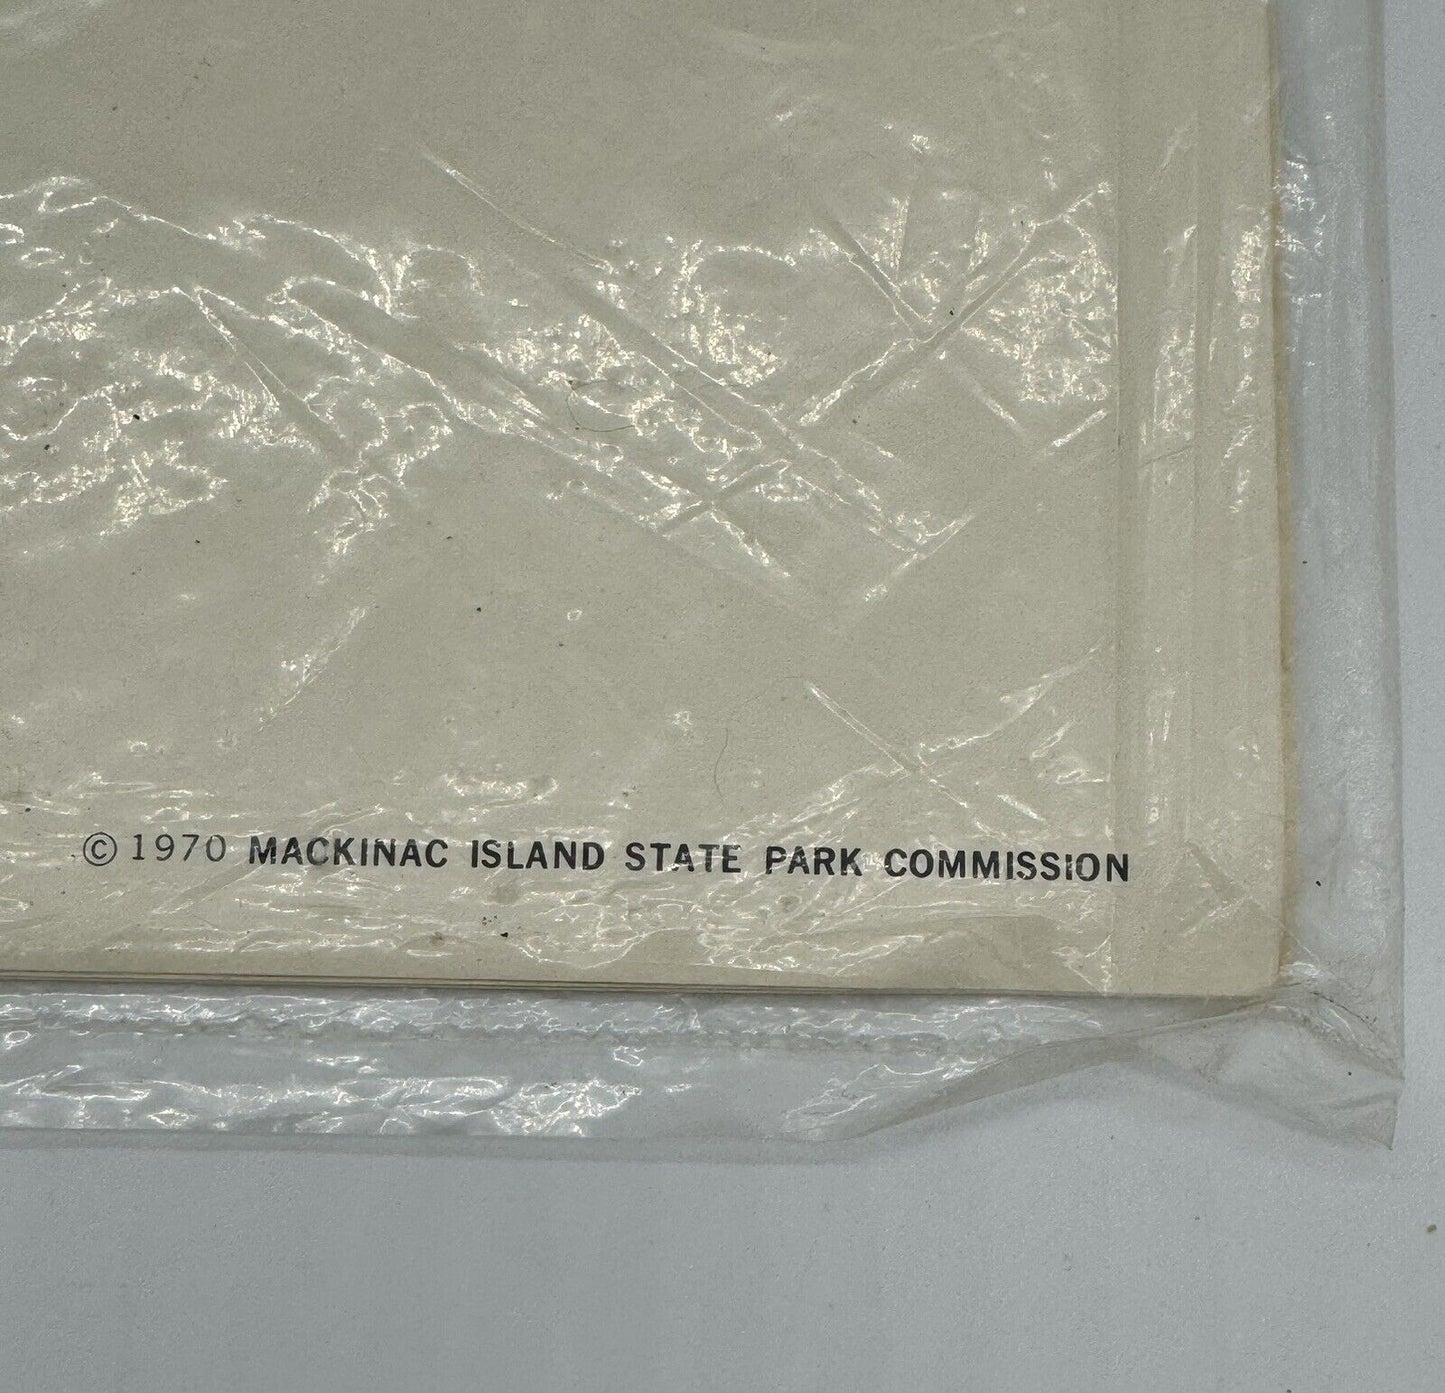 © 1970 MACKINAC ISLAND STATE PARK COMMISSION